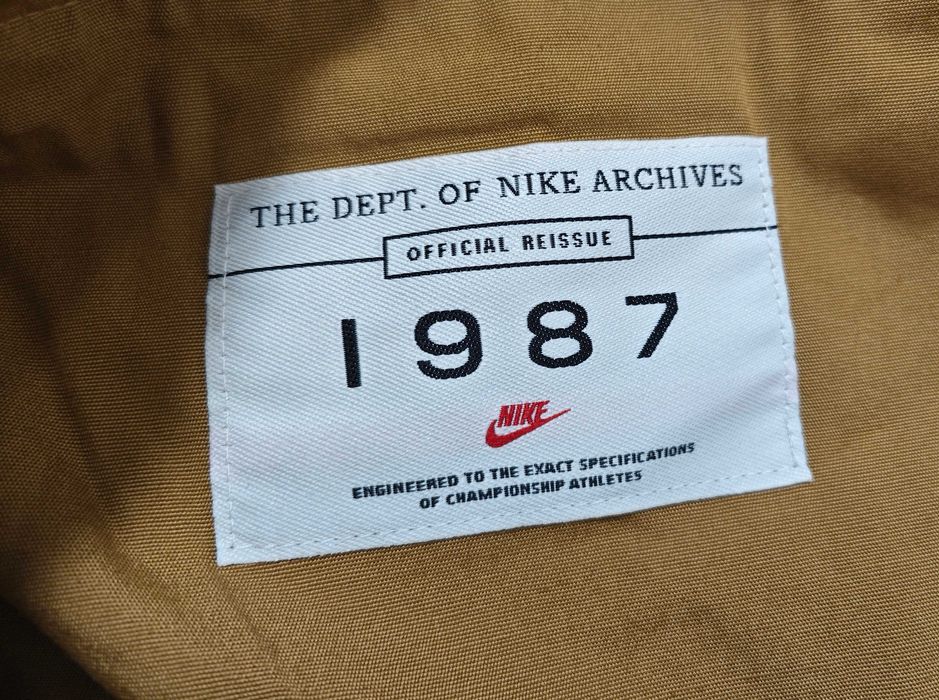 THE DEPT. OF NIKE ARCHIVES
OFFICIAL REISSUE
1987
NIKE
ENGINEERED TO THE EXACT SPECIFICATIONS
OF CHAMPIONSHIP ATHLETES